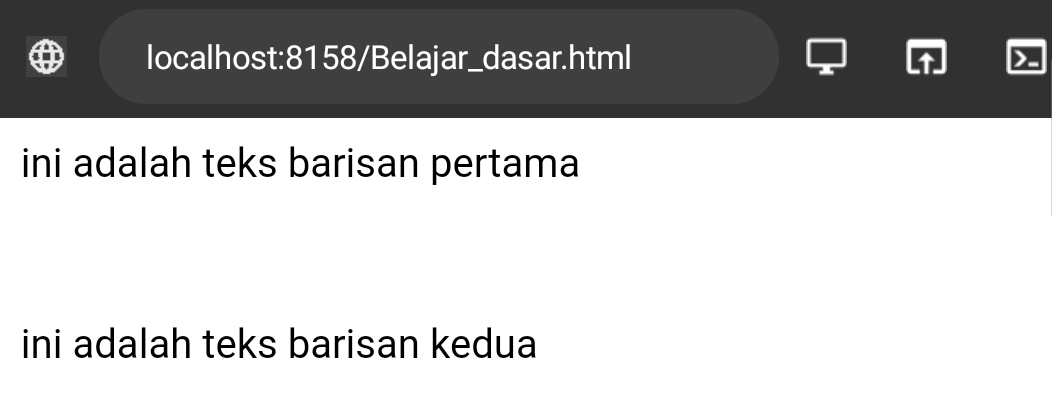 localhost:8158/Belajar_dasar.html
ini adalah teks barisan pertama
ini adalah teks barisan kedua